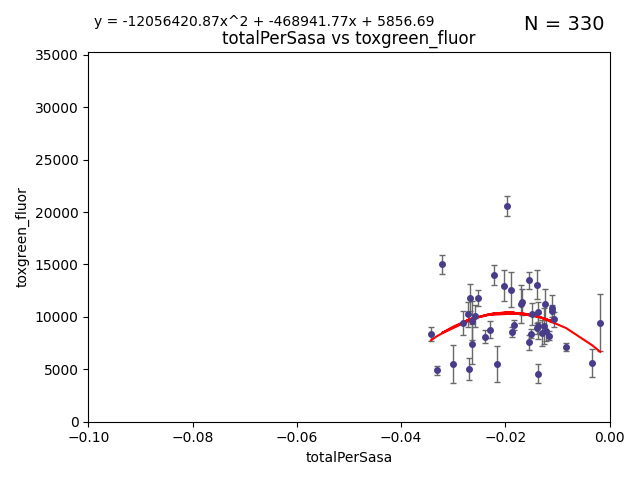 y = -12056420.87x^2 + -468941.77x + 5856.69
N = 330
totalPerSasa vs toxgreen_fluor
35000
30000
25000
20000
15000
10000
5000
0
toxgreen_fluor
−0.10
−0.08
−0.06
−0.04
−0.02
0.00
totalPerSasa